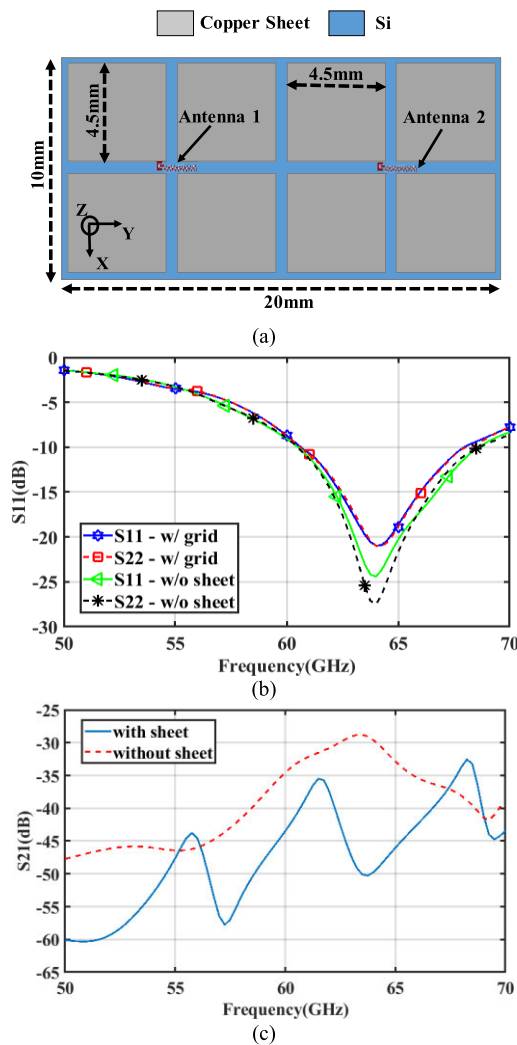 Copper Sheet Si
4.5mm
4.5mm
Antenna 1
Antenna 2
10mm
Z
Y
X
20mm
(a)
0
-5
-10
-15
-20
-25
-30
S11(dB)
S11 - w/ grid
S22 - w/ grid
S11 - w/o sheet
S22 - w/o sheet
50 55 60 65 70
Frequency(GHz)
(b)
-25
-30
-35
-40
-45
-50
-55
-60
-65
S21(dB)
with sheet
without sheet
50 55 60 65 70
Frequency(GHz)
(c)